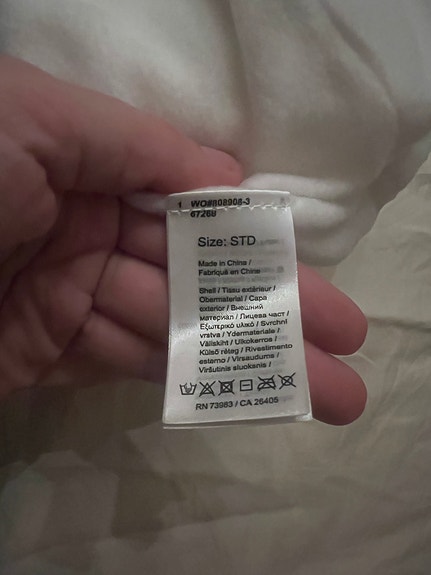 1 WO#808908-3
67268
Size: STD
Made in China /
Fabriqué en Chine
Shell / Tissu extérieur /
Obermaterial / Capa
exterior / Внешний
материал / Лицева част /
Εξωτερικό υλικό / Svrchní
vrstva / Ydermateriale /
Välliskiht / Ulkokerros /
Külső réteg / Rivestimento
esterno / Virsaudums /
Viršutinis sluoksnis /
RN 73983 / CA 26405